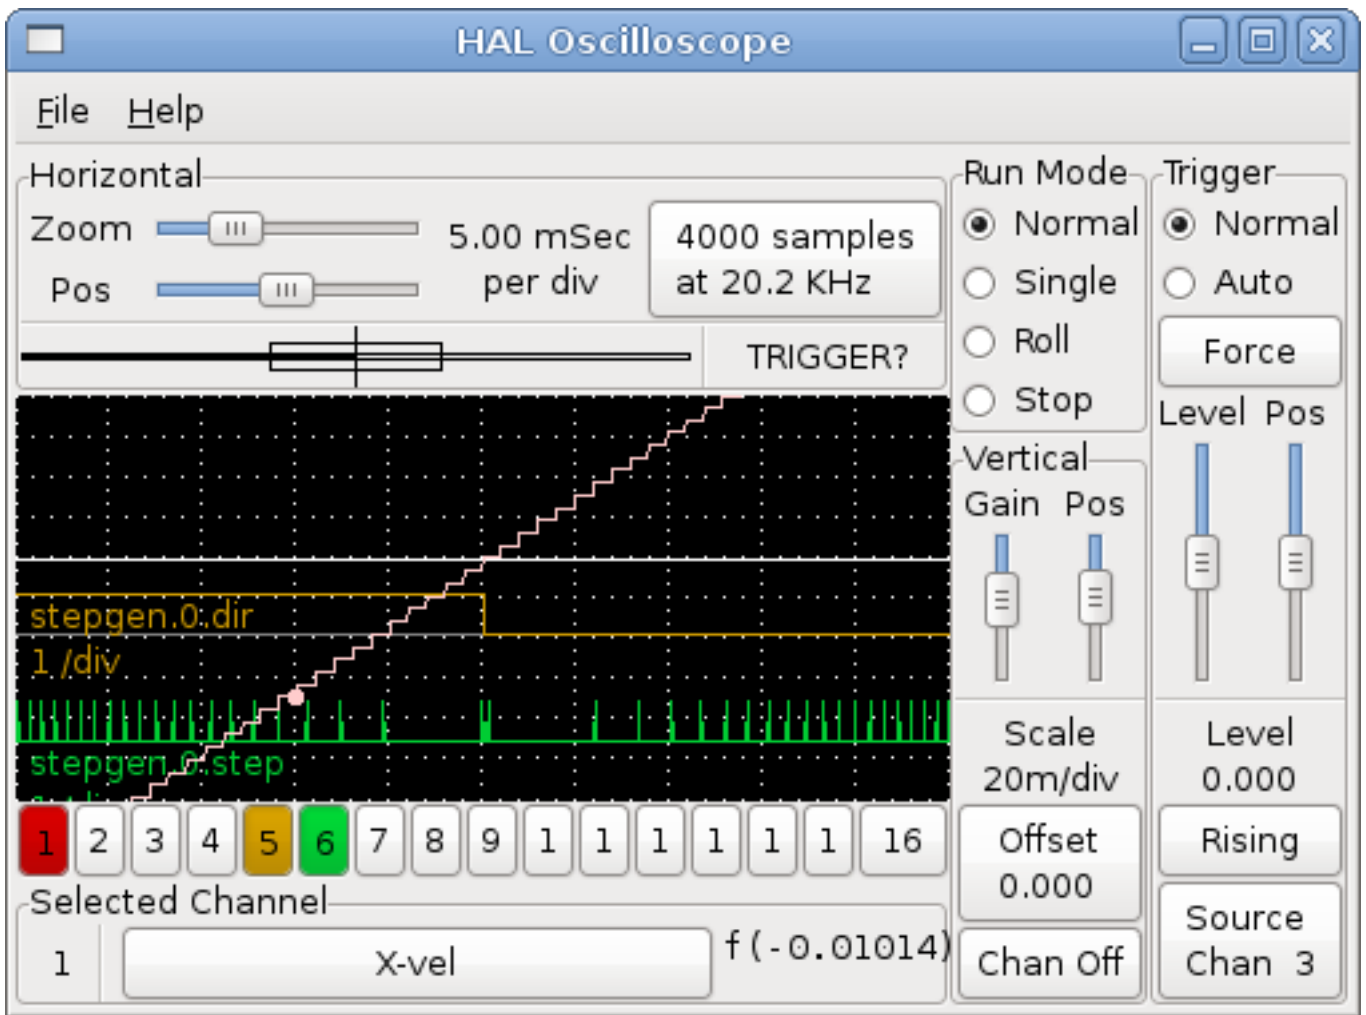 HAL Oscilloscope
File Help
Horizontal
Zoom
Pos
5.00 mSec
per div
4000 samples
at 20.2 KHz
TRIGGER?
Run Mode
Normal
Single
Roll
Stop
Trigger
Normal
Auto
Force
Level Pos
Vertical
Gain Pos
stepgen.0.dir
1 /div
stepgen.0.step
Scale
20m/div
Offset
0.000
Chan Off
Level
0.000
Rising
Source
Chan 3
1 2 3 4 5 6 7 8 9 1 1 1 1 1 1 16
Selected Channel
1 X-vel f(-0.01014)